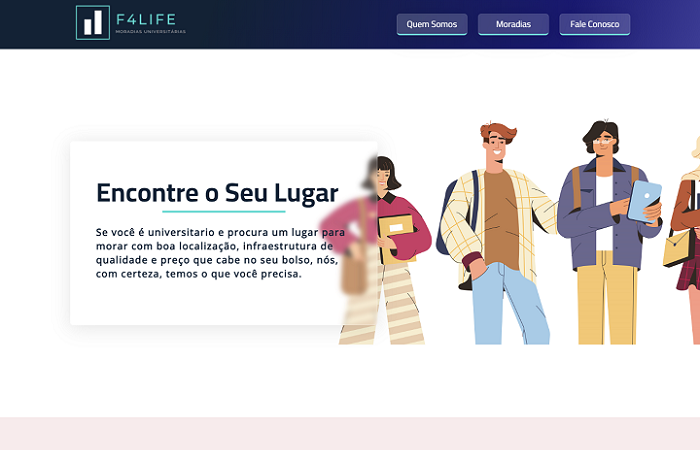 F4LIFE
MORADIAS UNIVERSITÁRIAS
Quem Somos
Moradias
Fale Conosco
Encontre o Seu Lugar
Se você é universitario e procura um lugar para
morar com boa localização, infraestrutura de
qualidade e preço que cabe no seu bolso, nós,
com certeza, temos o que você precisa.